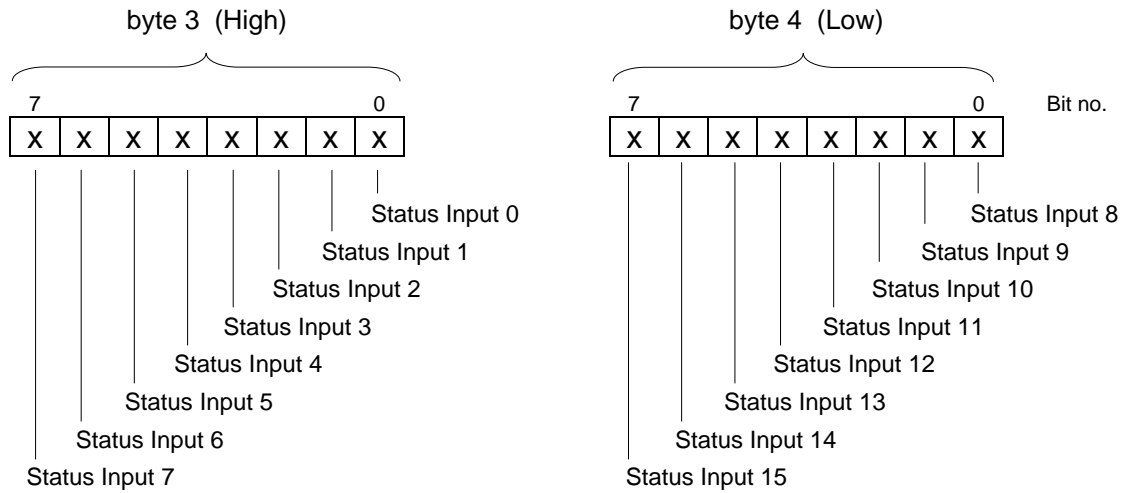 byte 3 (High)
byte 4 (Low)
7 0
7 0 Bit no.
x x x x x x x x
x x x x x x x x
Status Input 0
Status Input 1
Status Input 2
Status Input 3
Status Input 4
Status Input 5
Status Input 6
Status Input 7
Status Input 8
Status Input 9
Status Input 10
Status Input 11
Status Input 12
Status Input 13
Status Input 14
Status Input 15